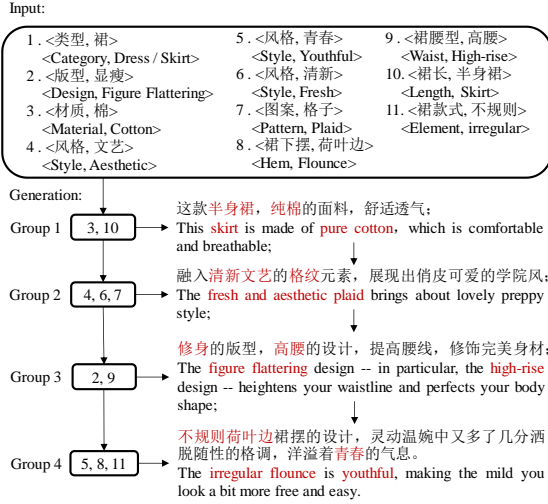 Input:
1 . <类型, 裙>
<Category, Dress / Skirt>
2 . <版型, 显瘦>
<Design, Figure Flattering>
3 . <材质, 棉>
<Material, Cotton>
4 . <风格, 文艺>
<Style, Aesthetic>
5 . <风格, 青春>
<Style, Youthful>
6 . <风格, 清新>
<Style, Fresh>
7 . <图案, 格子>
<Pattern, Plaid>
8 . <裙下摆, 荷叶边>
<Hem, Flounce>
9 . <裙腰型, 高腰>
<Waist, High-rise>
10. <裙长, 半身裙>
<Length, Skirt>
11. <裙款式, 不规则>
<Element, irregular>
Generation:
Group 1
3, 10
这款半身裙，纯棉的面料，舒适透气；
This skirt is made of pure cotton, which is comfortable
and breathable;
Group 2
4, 6, 7
融入清新文艺的格纹元素，展现出俏皮可爱的学院风；
The fresh and aesthetic plaid brings about lovely preppy
style;
Group 3
2, 9
修身的版型，高腰的设计，提高腰线，修饰完美身材；
The figure flattering design -- in particular, the high-rise
design -- heightens your waistline and perfects your body
shape;
Group 4
5, 8, 11
不规则荷叶边裙摆的设计，灵动温婉中又多了几分洒
脱随性的格调，洋溢着青春的气息。
The irregular flounce is youthful, making the mild you
look a bit more free and easy.